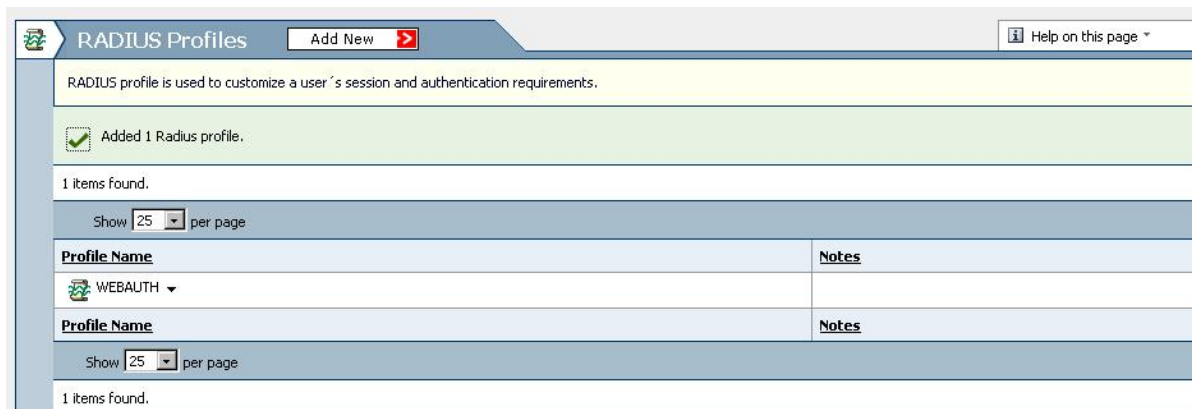 RADIUS Profiles Add New Help on this page
RADIUS profile is used to customize a user´s session and authentication requirements.
Added 1 Radius profile.
1 items found.
Show 25 per page
Profile Name Notes
WEBAUTH
Profile Name Notes
Show 25 per page
1 items found.